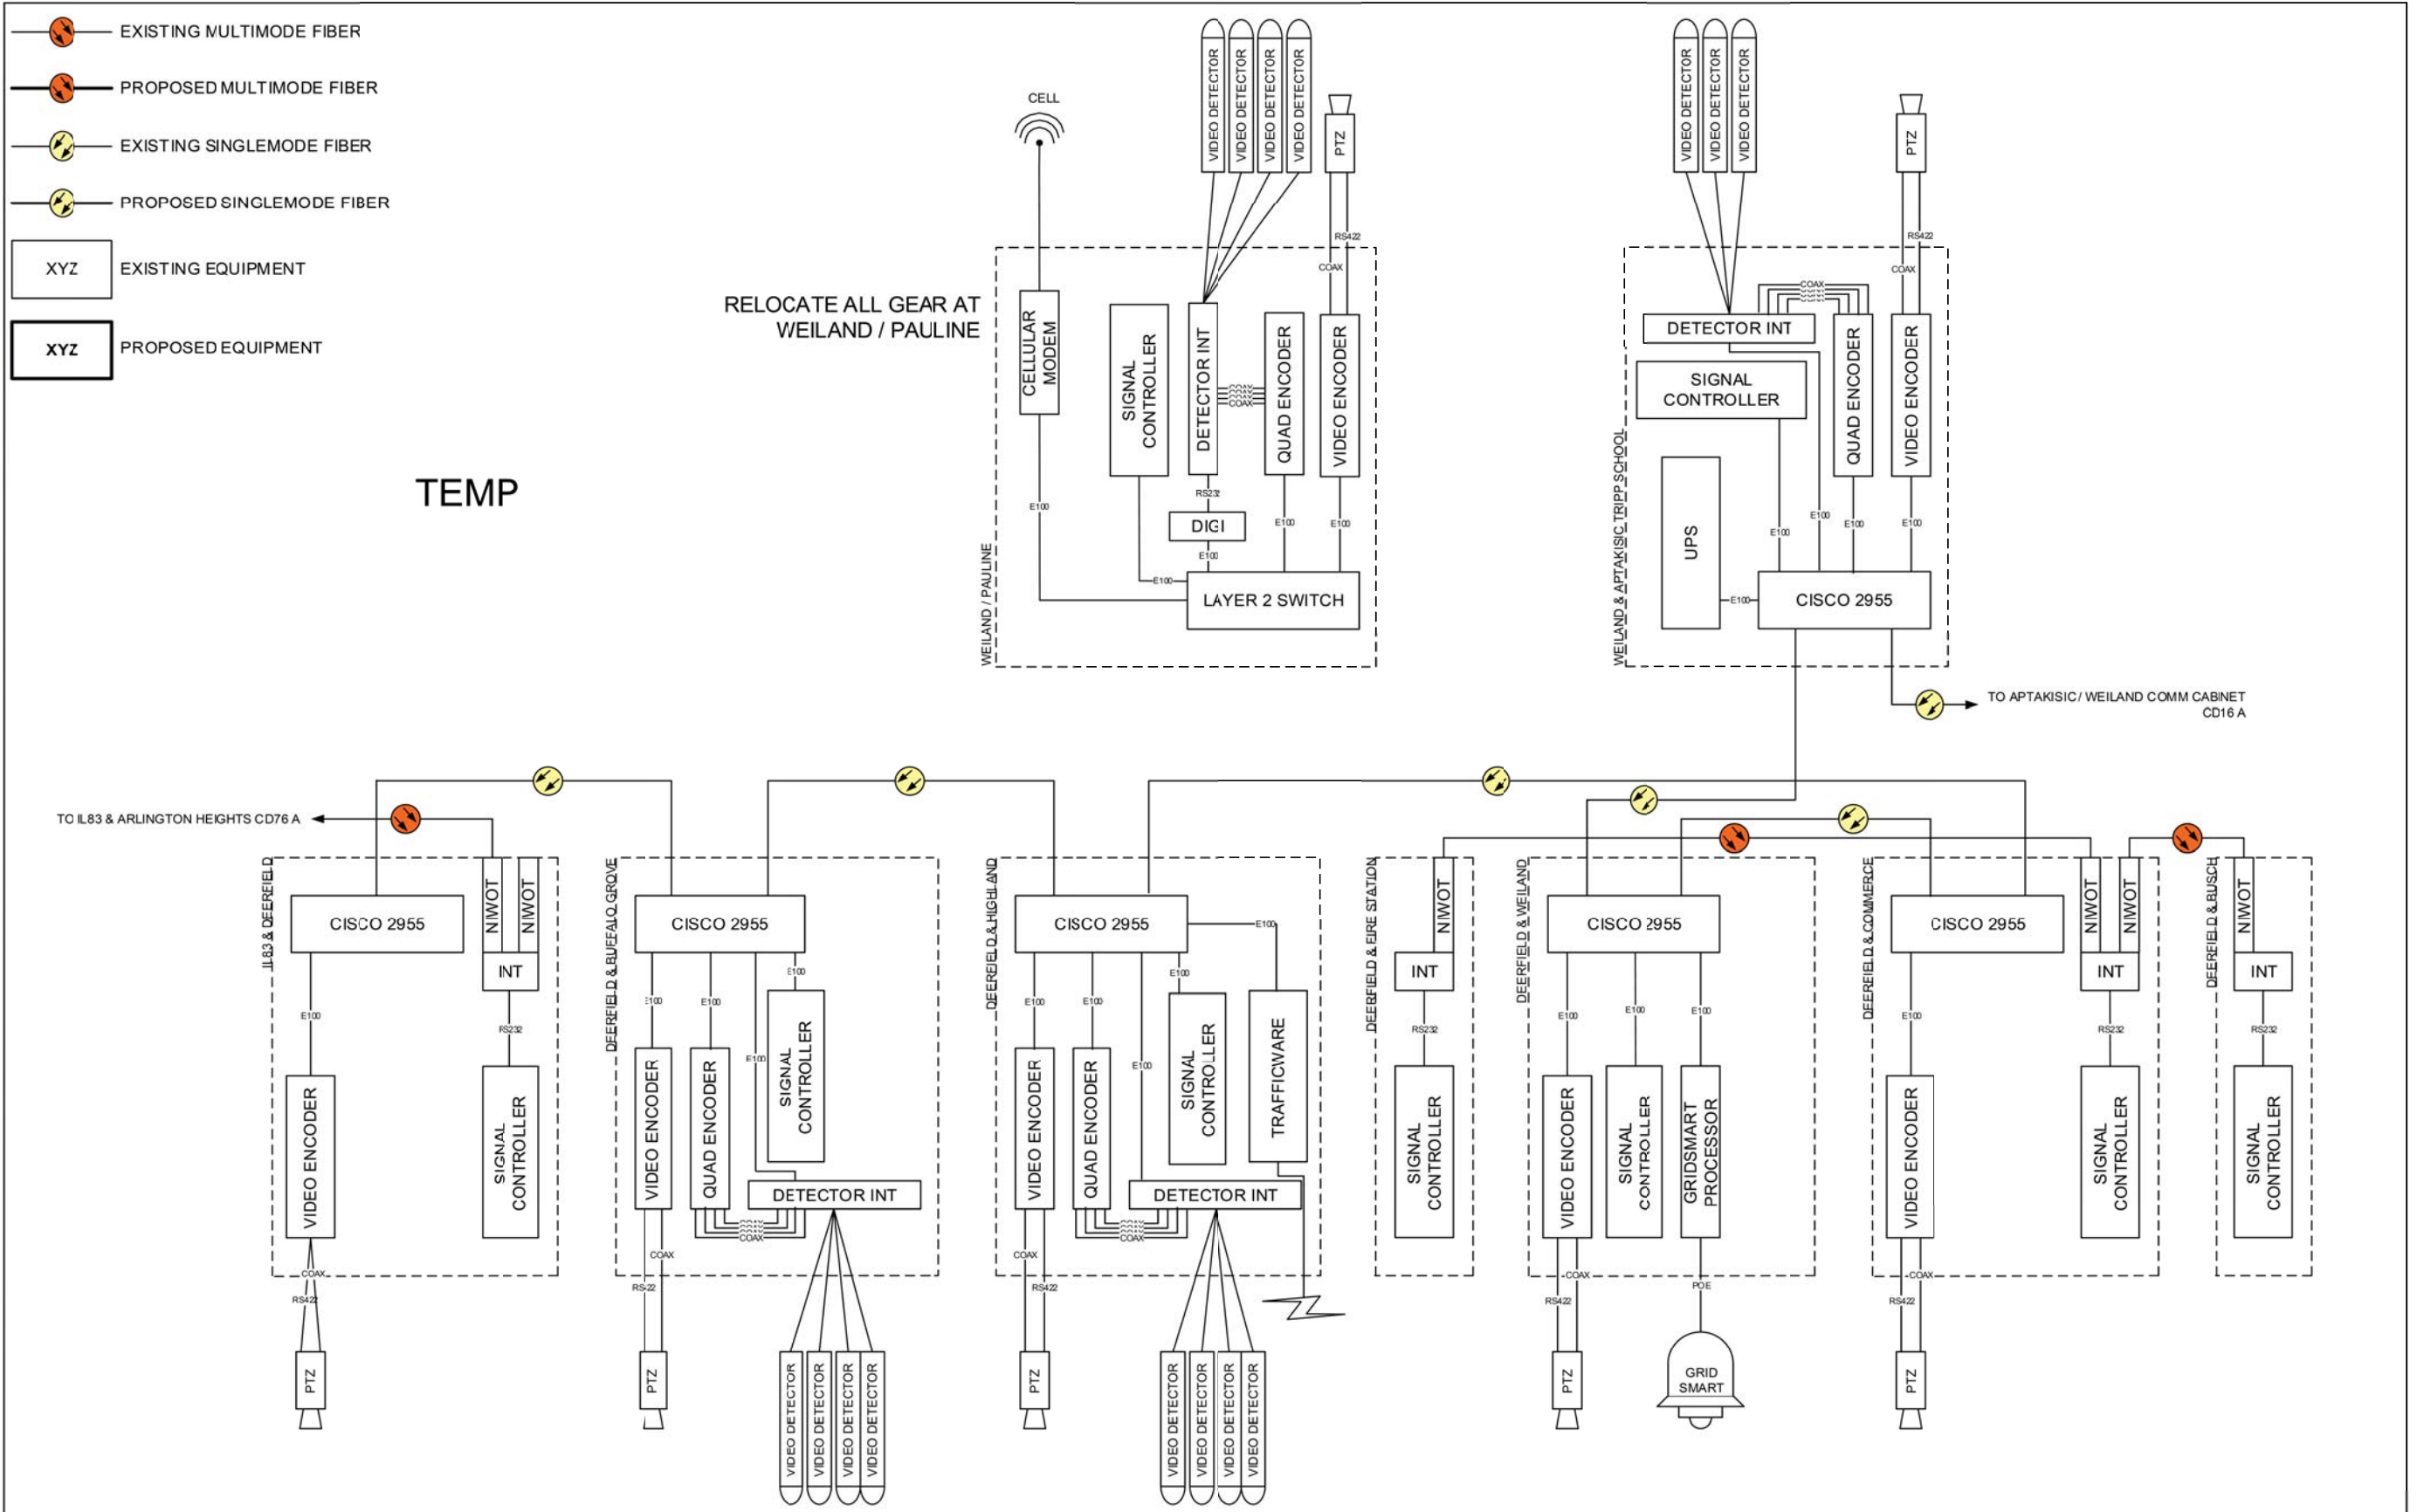 EXISTING MULTIMODE FIBER
PROPOSED MULTIMODE FIBER
EXISTING SINGLEMODE FIBER
PROPOSED SINGLEMODE FIBER
XYZ
EXISTING EQUIPMENT
XYZ
PROPOSED EQUIPMENT
TEMP
RELOCATE ALL GEAR AT
WEILAND / PAULINE
CELL
VIDEO DETECTOR
VIDEO DETECTOR
VIDEO DETECTOR
VIDEO DETECTOR
PTZ
RS422
COAX
CELLULAR
MODEM
SIGNAL
CONTROLLER
DETECTOR INT
COAX
COAX
COAX
COAX
QUAD ENCODER
VIDEO ENCODER
E100
RS232
DIGI
E100
E100
E100
E100
LAYER 2 SWITCH
WEILAND / PAULINE
VIDEO DETECTOR
VIDEO DETECTOR
VIDEO DETECTOR
PTZ
RS422
COAX
COAX
DETECTOR INT
SIGNAL
CONTROLLER
QUAD ENCODER
VIDEO ENCODER
UPS
E100
E100
E100
E100
E100
CISCO 2955
WEILAND & APTAKISIC TRIPP SCHOOL
TO APTAKISIC / WEILAND COMM CABINET
CD16 A
TO IL83 & ARLINGTON HEIGHTS CD76 A
IL83 & DEERFIELD
CISCO 2955
NIWOT
NIWOT
INT
E100
RS232
VIDEO ENCODER
SIGNAL
CONTROLLER
COAX
RS422
PTZ
DEERFIELD & BUFFALO GROVE
CISCO 2955
E100
E100
E100
E100
VIDEO ENCODER
QUAD ENCODER
SIGNAL
CONTROLLER
DETECTOR INT
COAX
COAX
COAX
COAX
COAX
RS422
PTZ
VIDEO DETECTOR
VIDEO DETECTOR
VIDEO DETECTOR
VIDEO DETECTOR
DEERFIELD & HIGHLAND
CISCO 2955
E100
E100
E100
E100
E100
VIDEO ENCODER
QUAD ENCODER
SIGNAL
CONTROLLER
TRAFFICWARE
DETECTOR INT
COAX
COAX
COAX
COAX
COAX
RS422
PTZ
VIDEO DETECTOR
VIDEO DETECTOR
VIDEO DETECTOR
VIDEO DETECTOR
DEERFIELD & FIRE STATION
NIWOT
INT
RS232
SIGNAL
CONTROLLER
DEERFIELD & WEILAND
CISCO 2955
E100
E100
E100
VIDEO ENCODER
SIGNAL
CONTROLLER
GRIDSMART
PROCESSOR
COAX
RS422
POE
PTZ
GRID
SMART
DEERFIELD & COMMERCE
CISCO 2955
NIWOT
NIWOT
INT
E100
RS232
VIDEO ENCODER
SIGNAL
CONTROLLER
COAX
RS422
PTZ
DEERFIELD & BUSCH
NIWOT
INT
RS232
SIGNAL
CONTROLLER